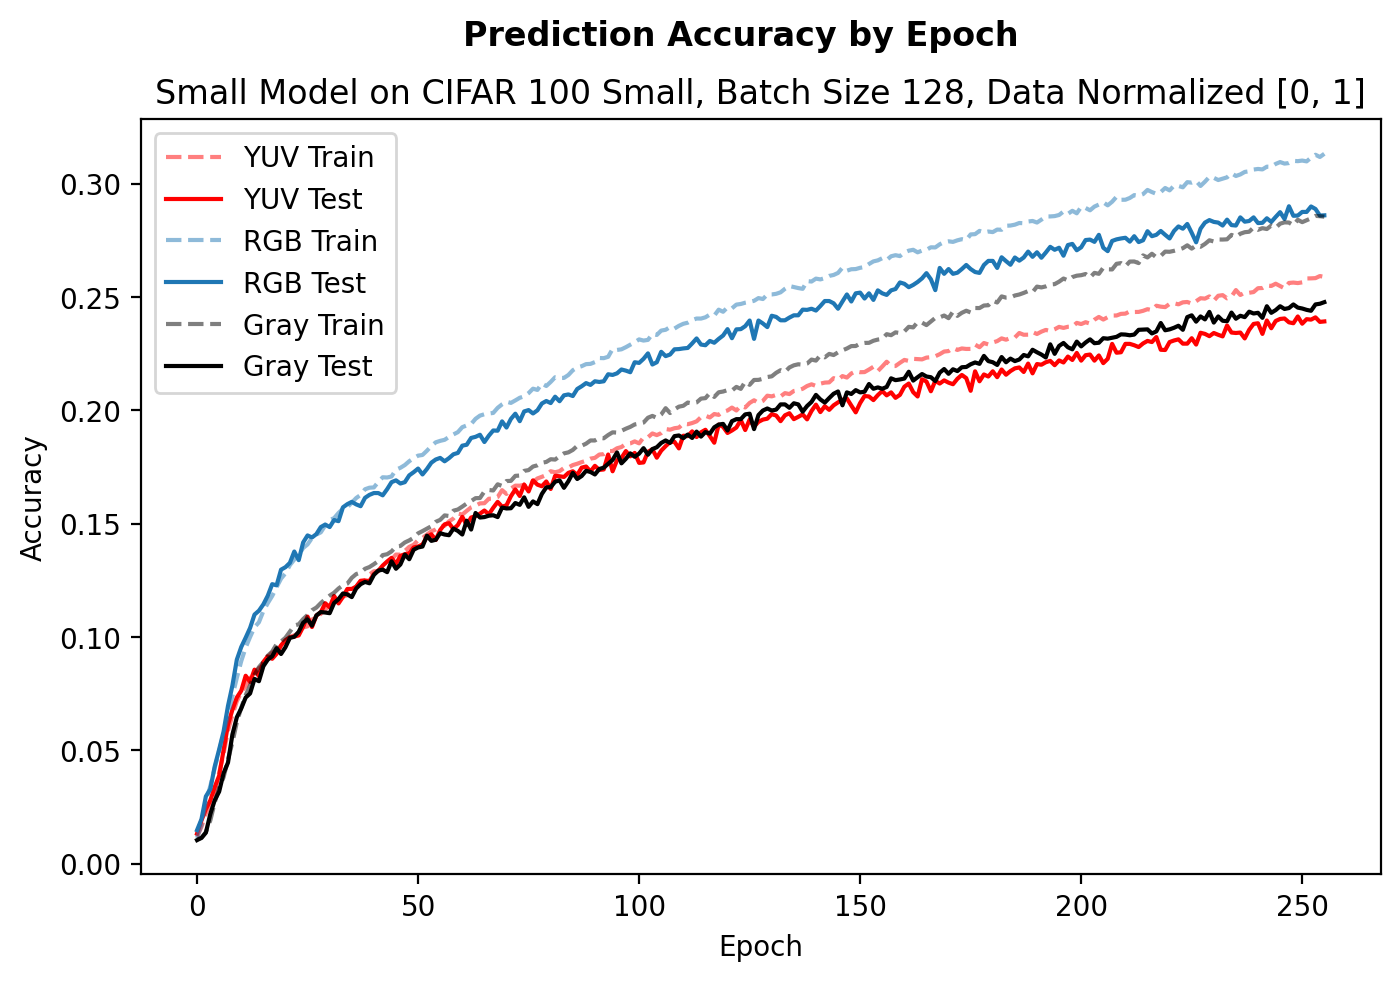 Prediction Accuracy by Epoch
Small Model on CIFAR 100 Small, Batch Size 128, Data Normalized [0, 1]
YUV Train
YUV Test
RGB Train
RGB Test
Gray Train
Gray Test
0.30
0.25
0.20
0.15
0.10
0.05
0.00
Accuracy
0 50 100 150 200 250
Epoch